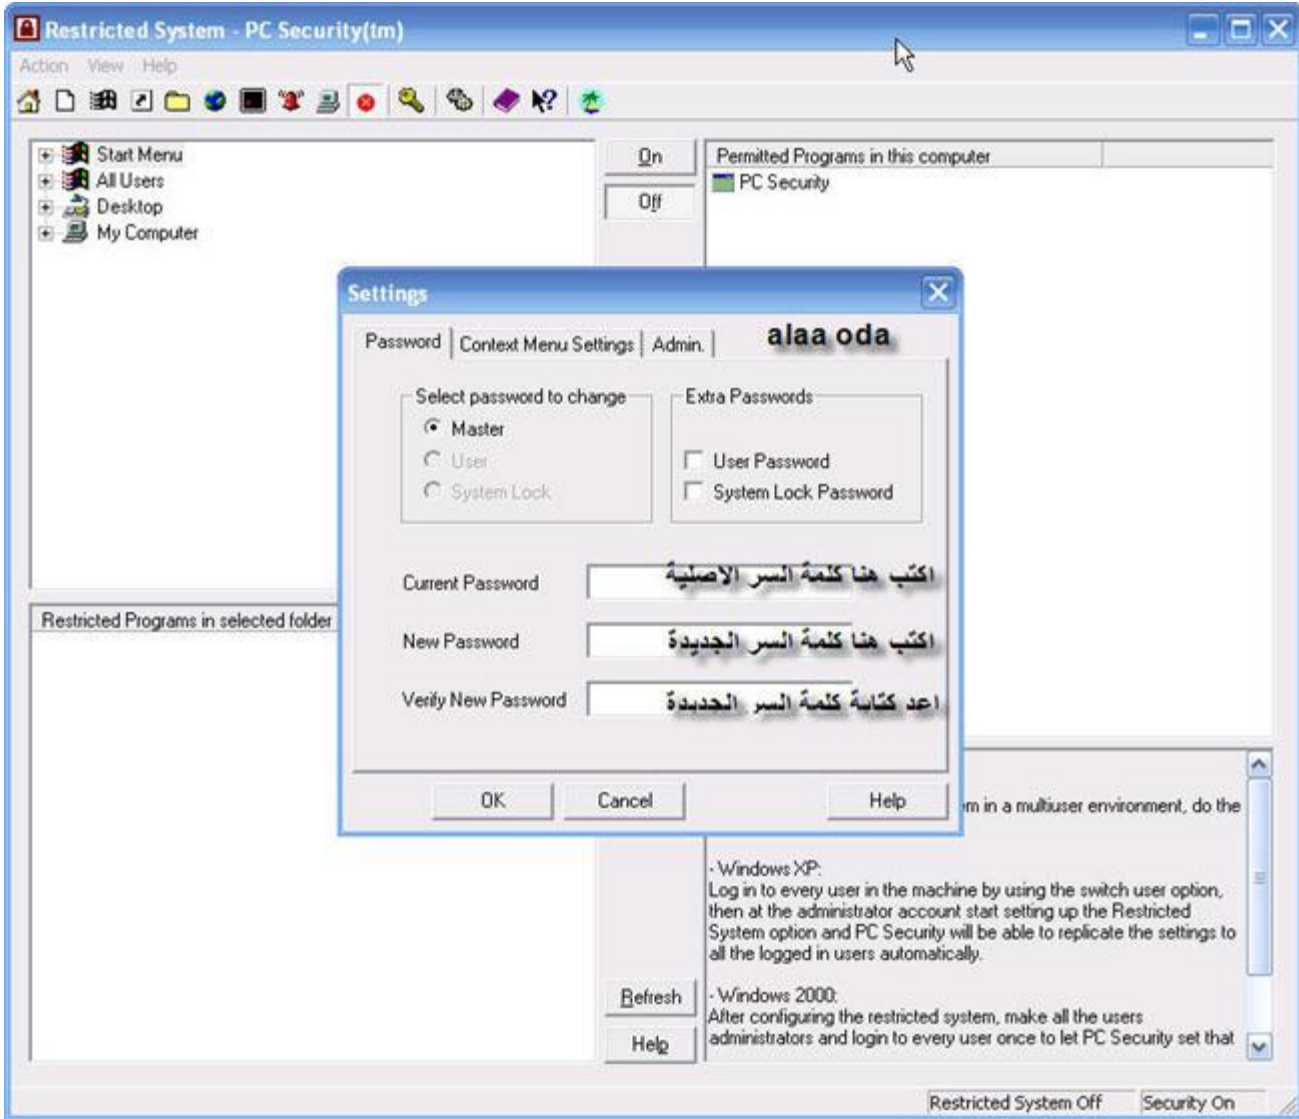 Restricted System - PC Security(tm)
Action View Help
Start Menu
All Users
Desktop
My Computer
On
Off
Permitted Programs in this computer
PC Security
Settings
Password Context Menu Settings Admin. alaa oda
Select password to change
Master
User
System Lock
Extra Passwords
User Password
System Lock Password
Current Password اكتب هنا كلمة السر الاصلية
New Password اكتب هنا كلمة السر الجديدة
Verify New Password اعد كتابة كلمة السر الجديدة
OK Cancel Help
Restricted Programs in selected folder
em in a multiuser environment, do the
- Windows XP:
Log in to every user in the machine by using the switch user option,
then at the administrator account start setting up the Restricted
System option and PC Security will be able to replicate the settings to
all the logged in users automatically.
- Windows 2000:
After configuring the restricted system, make all the users
administrators and login to every user once to let PC Security set that
Refresh
Help
Restricted System Off Security On